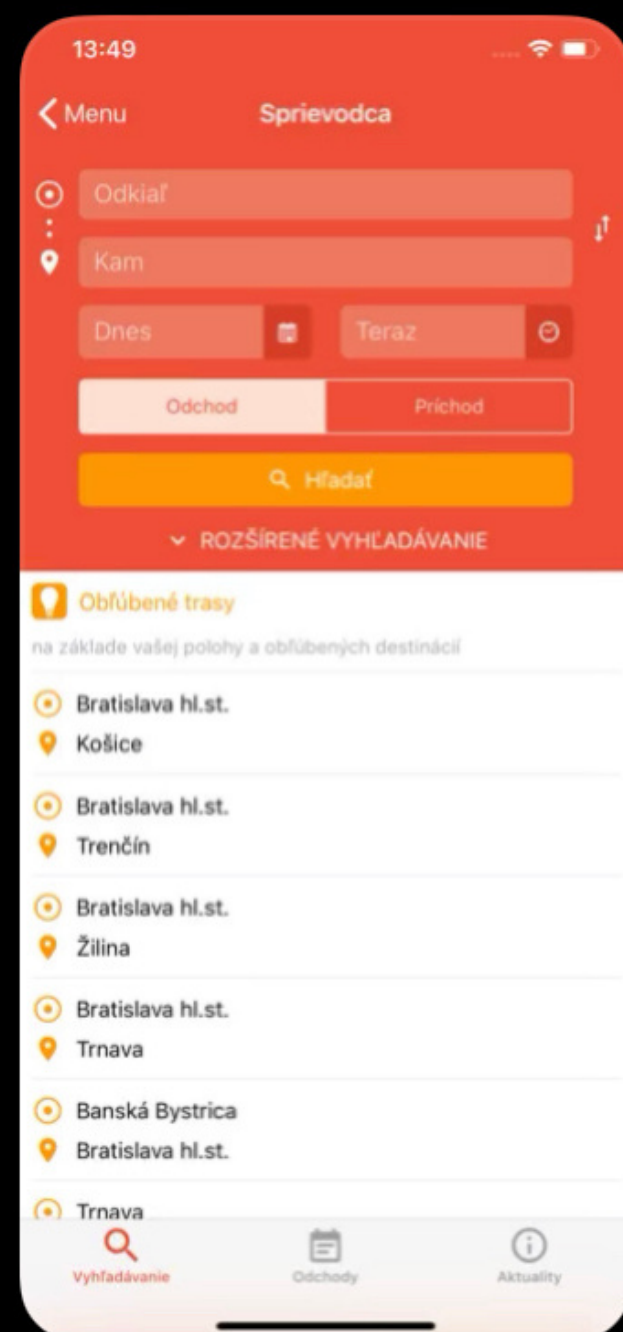 13:49
Menu
Sprievodca
Odkiaľ
Kam
Dnes
Teraz
Odchod
Príchod
Hľadať
ROZŠÍRENÉ VYHĽADÁVANIE
Obľúbené trasy
na základe vašej polohy a obľúbených destinácií
Bratislava hl.st.
Košice
Bratislava hl.st.
Trenčín
Bratislava hl.st.
Žilina
Bratislava hl.st.
Trnava
Banská Bystrica
Bratislava hl.st.
Trnava
Vyhľadávanie
Odchody
Aktuality